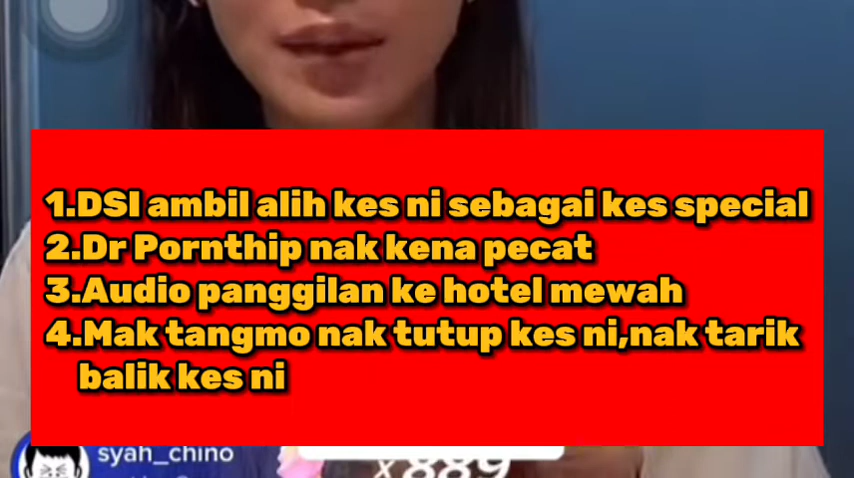 1.DSI ambil alih kes ni sebagai kes special
2.Dr Pornthip nak kena pecat
3.Audio panggilan ke hotel mewah
4.Mak tangmo nak tutup kes ni,nak tarik
balik kes ni
syah_chino
x889